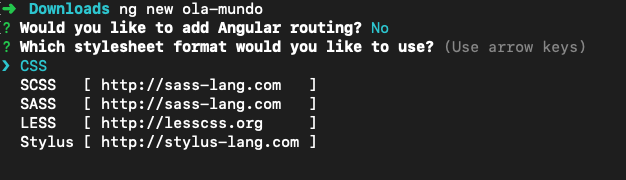 ➜ Downloads ng new ola-mundo
? Would you like to add Angular routing? No
? Which stylesheet format would you like to use? (Use arrow keys)
❯ CSS
SCSS [ http://sass-lang.com ]
SASS [ http://sass-lang.com ]
LESS [ http://lesscss.org ]
Stylus [ http://stylus-lang.com ]